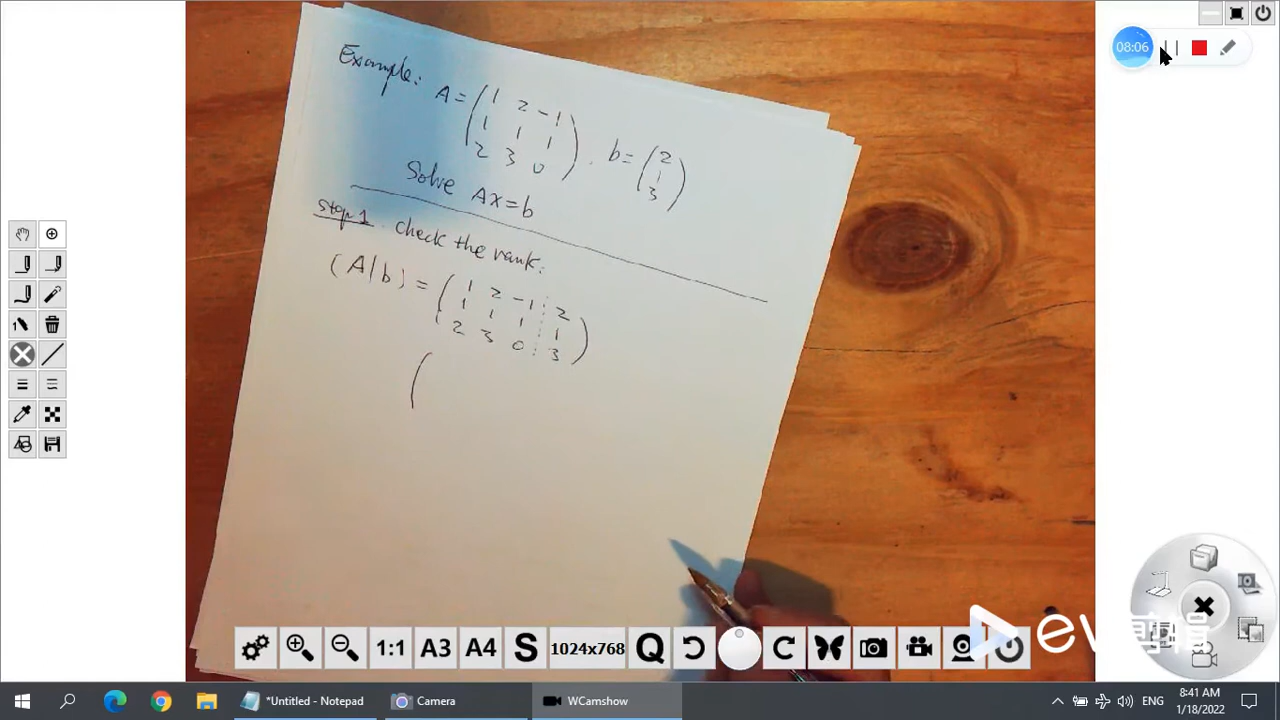 08:06
Example: A = ( 1 2 -1
1 1 1
2 3 0 ) . b = ( 2
1
3 )
Solve Ax=b
step 1. check the rank:
(A|b) = ( 1 2 -1 2
1 1 1 1
2 3 0 3 )
(
1:1 A3 A4 S 1024x768 Q
*Untitled - Notepad Camera WCamshow ENG 8:41 AM
1/18/2022